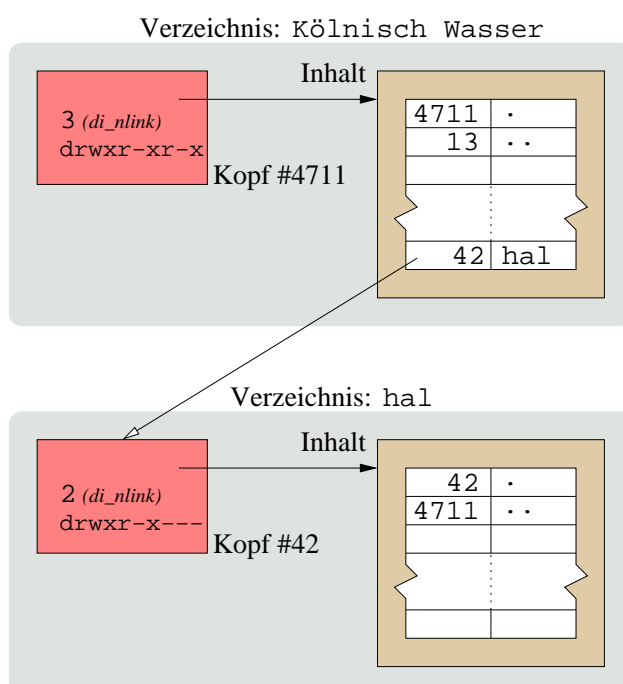 Verzeichnis: Kölnisch Wasser
Inhalt
3 (di_nlink)
drwxr-xr-x
Kopf #4711
4711 .
13 ..
42 hal
Verzeichnis: hal
Inhalt
2 (di_nlink)
drwxr-x---
Kopf #42
42 .
4711 ..